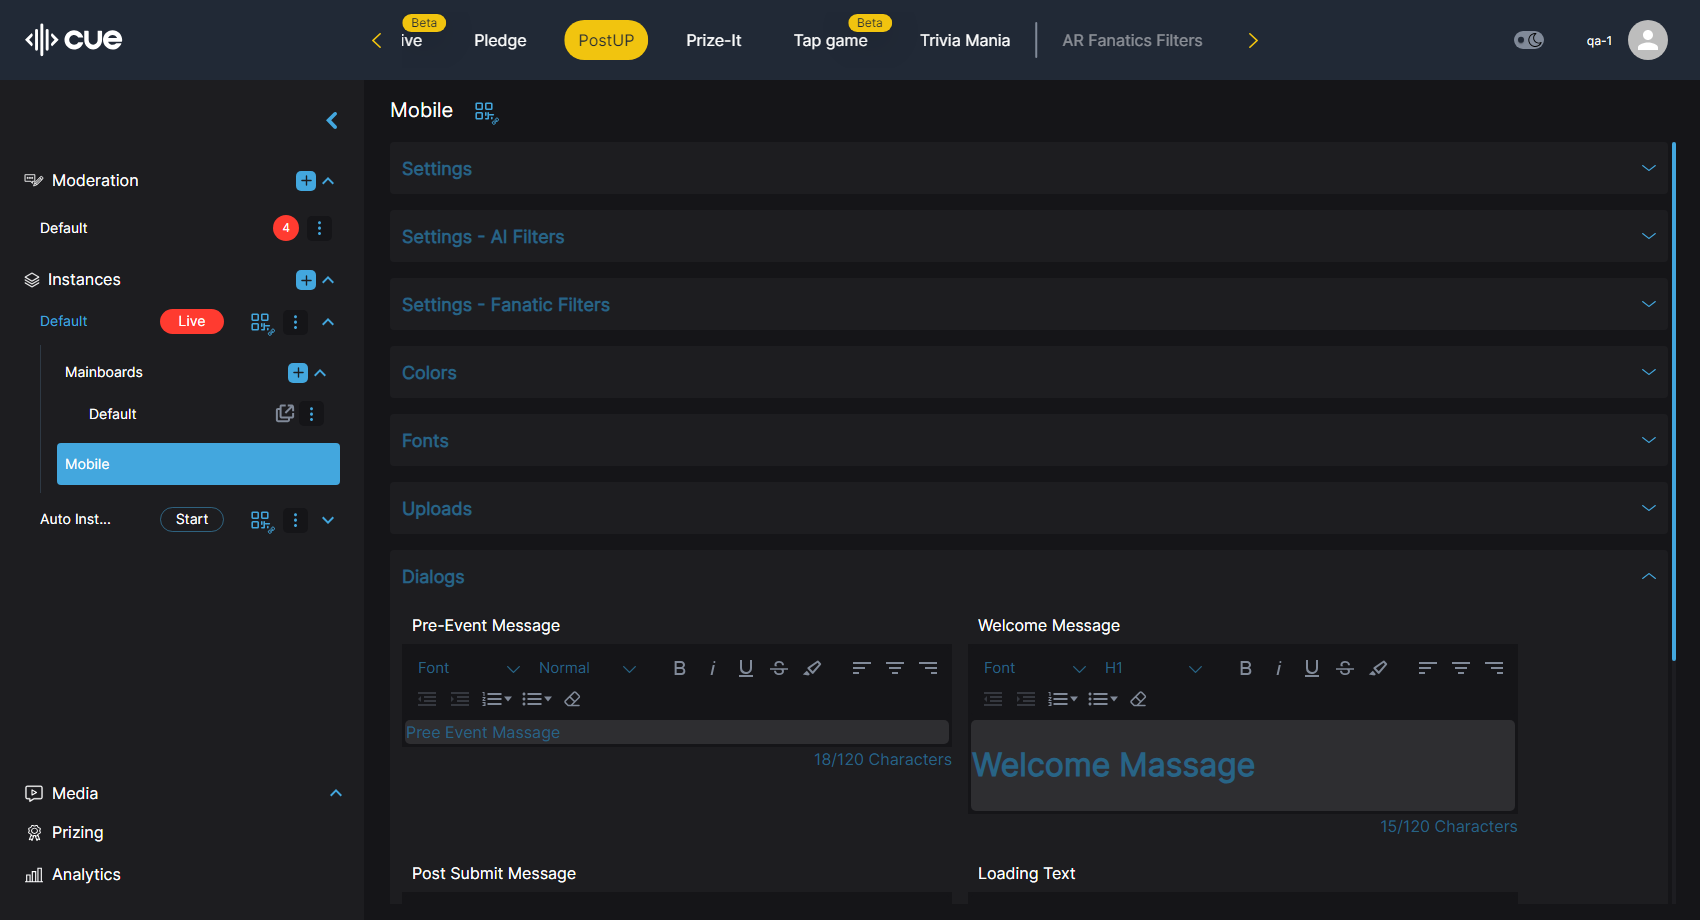 cue
Beta
ive
Pledge
PostUP
Prize-It
Beta
Tap game
Trivia Mania
AR Fanatics Filters
qa-1
Moderation
Default
4
Instances
Default
Live
Mainboards
Default
Mobile
Auto Inst...
Start
Media
Prizing
Analytics
Mobile
Settings
Settings - AI Filters
Settings - Fanatic Filters
Colors
Fonts
Uploads
Dialogs
Pre-Event Message
Font
Normal
B i U S
Pree Event Massage
18/120 Characters
Welcome Message
Font
H1
B i U S
Welcome Massage
15/120 Characters
Post Submit Message
Loading Text